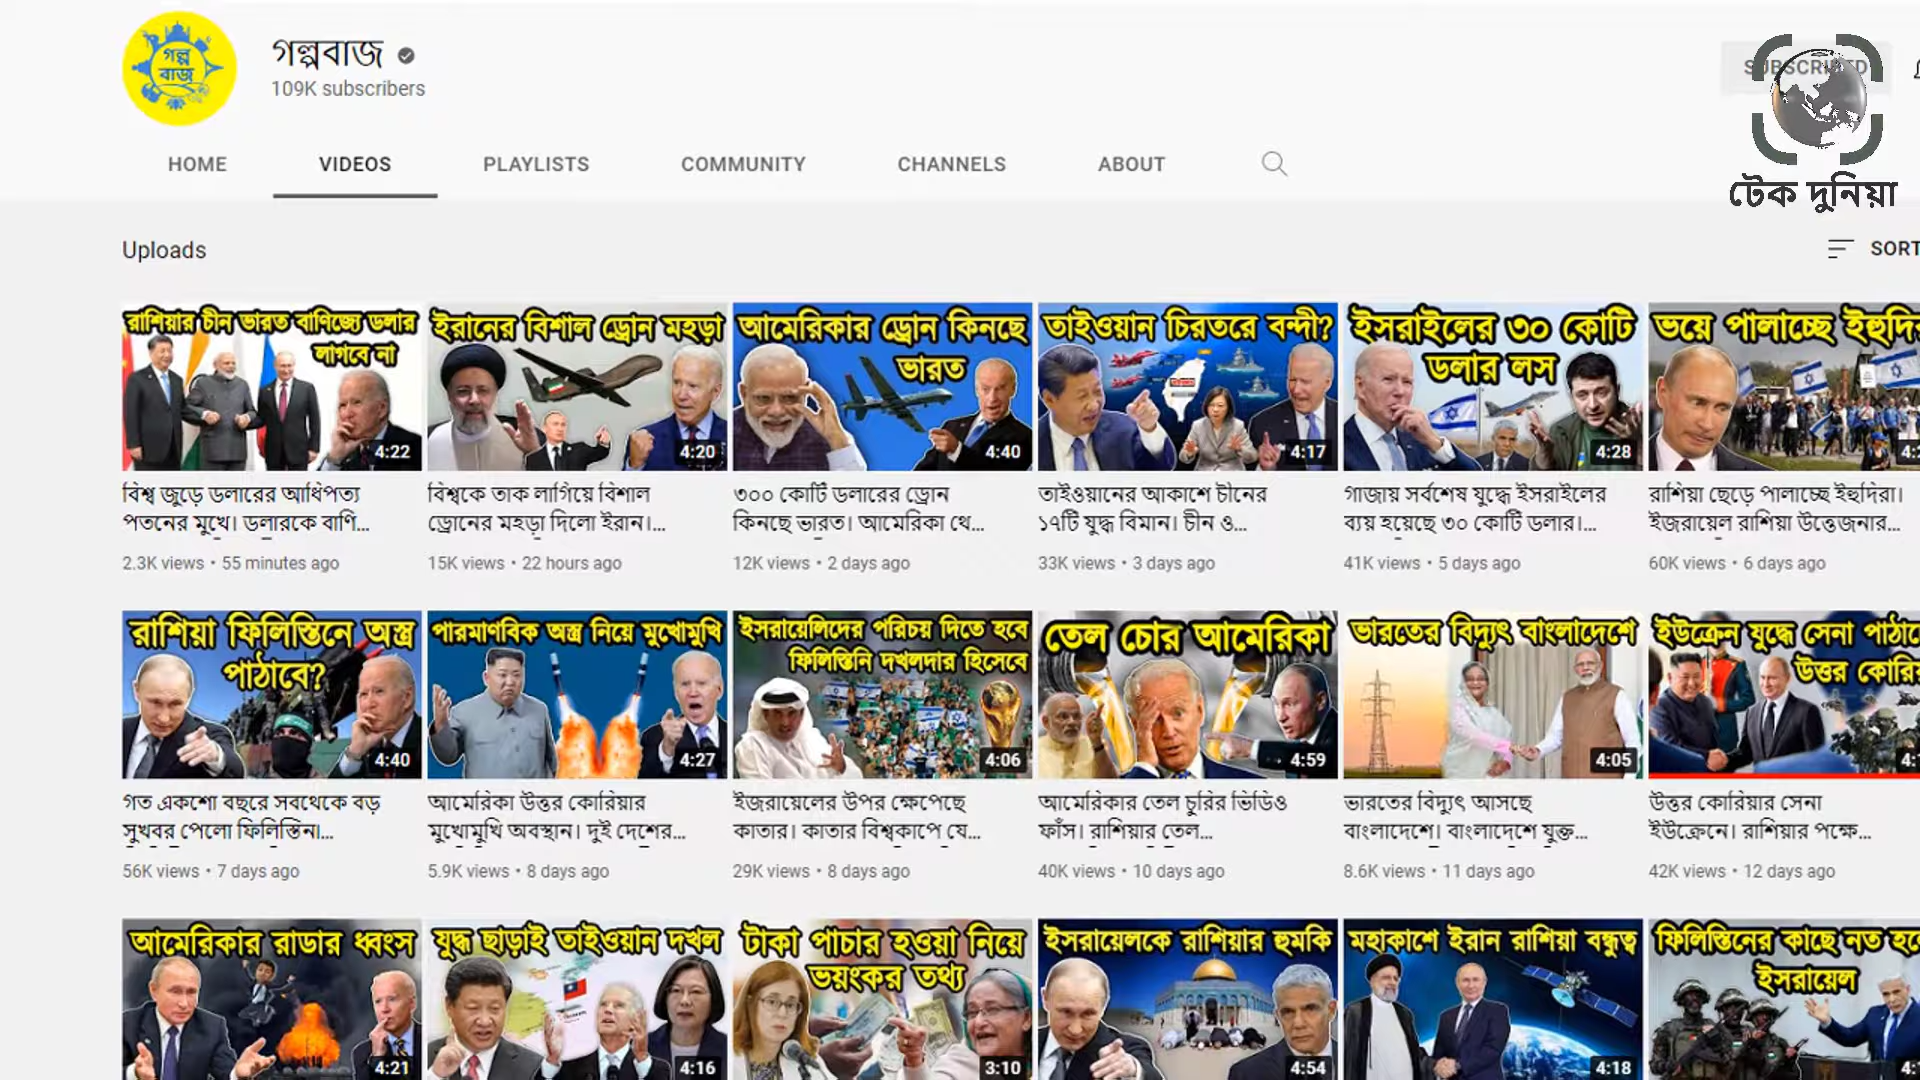 গল্প
বাজ
গল্পবাজ
109K subscribers
SUBSCRIBED
টেক দুনিয়া
HOME
VIDEOS
PLAYLISTS
COMMUNITY
CHANNELS
ABOUT
Uploads
SORT
রাশিয়ার চীন ভারত বাণিজ্যে ডলার
লাগবে না
4:22
বিশ্ব জুড়ে ডলারের আধিপত্য
পতনের মুখে। ডলারকে বাণি...
2.3K views • 55 minutes ago
ইরানের বিশাল ড্রোন মহড়া
4:20
বিশ্বকে তাক লাগিয়ে বিশাল
ড্রোনের মহড়া দিলো ইরান।...
15K views • 22 hours ago
আমেরিকার ড্রোন কিনছে
ভারত
4:40
৩০০ কোটি ডলারের ড্রোন
কিনছে ভারত। আমেরিকা থে...
12K views • 2 days ago
তাইওয়ান চিরতরে বন্দী?
4:17
তাইওয়ানের আকাশে চীনের
১৭টি যুদ্ধ বিমান। চীন ও...
33K views • 3 days ago
ইসরাইলের ৩০ কোটি
ডলার লস
4:28
গাজায় সর্বশেষ যুদ্ধে ইসরাইলের
ব্যয় হয়েছে ৩০ কোটি ডলার।...
41K views • 5 days ago
ভয়ে পালাচ্ছে
রাশিয়া ছেড়ে পালাচ্ছে ইহুদিরা।
ইজরায়েল রাশিয়া উত্তেজনার...
60K views • 6 days ago
রাশিয়া ফিলিস্তিনে অস্ত্র
পাঠাবে?
4:40
গত একশো বছরে সবথেকে বড়
সুখবর পেলো ফিলিস্তিন।...
56K views • 7 days ago
পারমাণবিক অস্ত্র নিয়ে মুখোমুখি
4:27
আমেরিকা উত্তর কোরিয়ার
মুখোমুখি অবস্থান। দুই দেশের...
5.9K views • 8 days ago
ইসরায়েলিদের পরিচয় দিতে হবে
ফিলিস্তিনি দখলদার হিসেবে
4:06
ইজরায়েলের উপর ক্ষেপেছে
কাতার। কাতার বিশ্বকাপে যে...
29K views • 8 days ago
তেল চোর আমেরিকা
4:59
আমেরিকার তেল চুরির ভিডিও
ফাঁস। রাশিয়ার তেল...
40K views • 10 days ago
ভারতের বিদ্যুৎ বাংলাদেশে
4:05
ভারতের বিদ্যুৎ আসছে
বাংলাদেশে। বাংলাদেশে যুক্ত...
8.6K views • 11 days ago
ইউক্রেন যুদ্ধে সেনা
উত্তর
উত্তর কোরিয়ার সেনা
ইউক্রেনে। রাশিয়ার পক্ষে...
42K views • 12 days ago
আমেরিকার রাডার ধ্বংস
4:21
যুদ্ধ ছাড়াই তাইওয়ান দখল
4:16
টাকা পাচার হওয়া নিয়ে
ভয়ংকর তথ্য
3:10
ইসরায়েলকে রাশিয়ার হুমকি
4:54
মহাকাশে ইরান রাশিয়া বন্ধুত্ব
4:18
ফিলিস্তিনের কাছে নত
ইসরায়েল